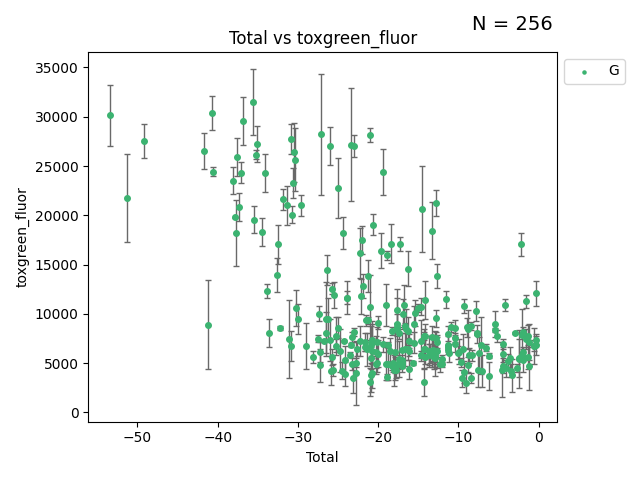 N = 256
Total vs toxgreen_fluor
G
toxgreen_fluor
35000
30000
25000
20000
15000
10000
5000
0
−50 −40 −30 −20 −10 0
Total